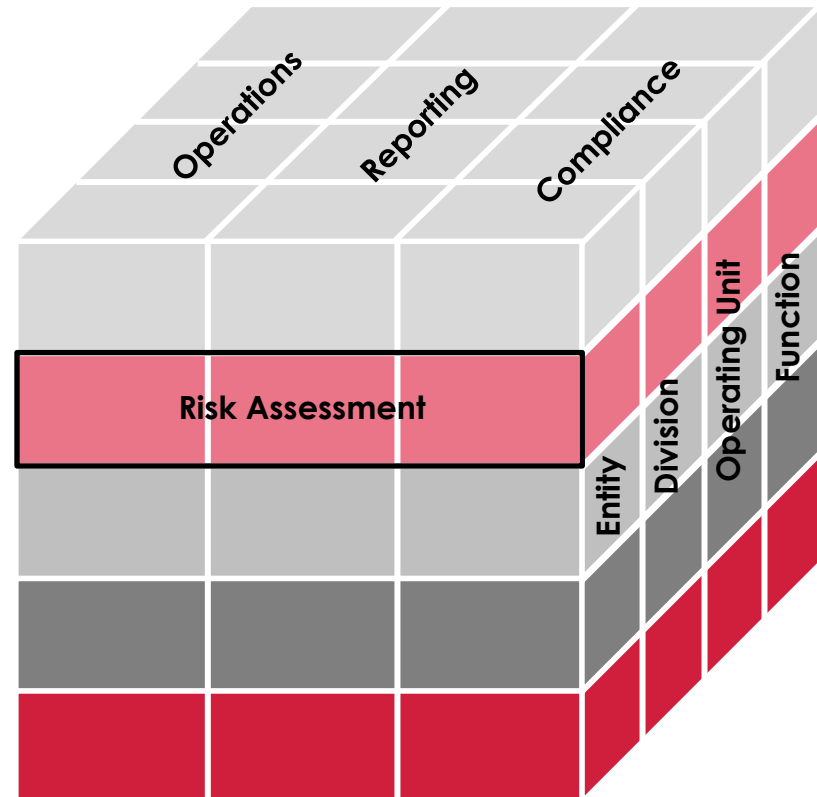 Operations
Reporting
Compliance
Risk Assessment
Entity
Division
Operating Unit
Function